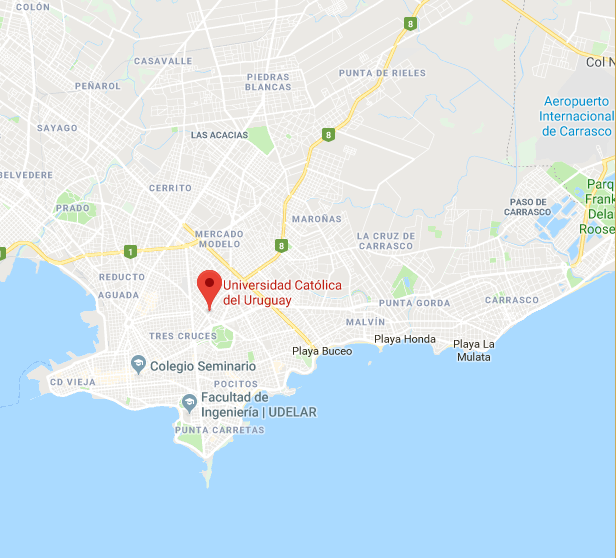 COLÓN
8
CASAVALLE
Col N
PIEDRAS
BLANCAS
PUNTA DE RIELES
PEÑAROL
Aeropuerto
Internacional
de Carrasco
SAYAGO
LAS ACACIAS
8
BELVEDERE
CERRITO
Parq
Frank
Dela
Roose
PASO DE
CARRASCO
PRADO
MAROÑAS
MERCADO
MODELO
LA CRUZ DE
CARRASCO
8
1
REDUCTO
AGUADA
Universidad Católica
del Uruguay
PUNTA GORDA
CARRASCO
MALVÍN
TRES CRUCES
Playa Honda
Playa Buceo
Playa La
Mulata
Colegio Seminario
CD VIEJA
POCITOS
Facultad de
Ingeniería | UDELAR
PUNTA CARRETAS